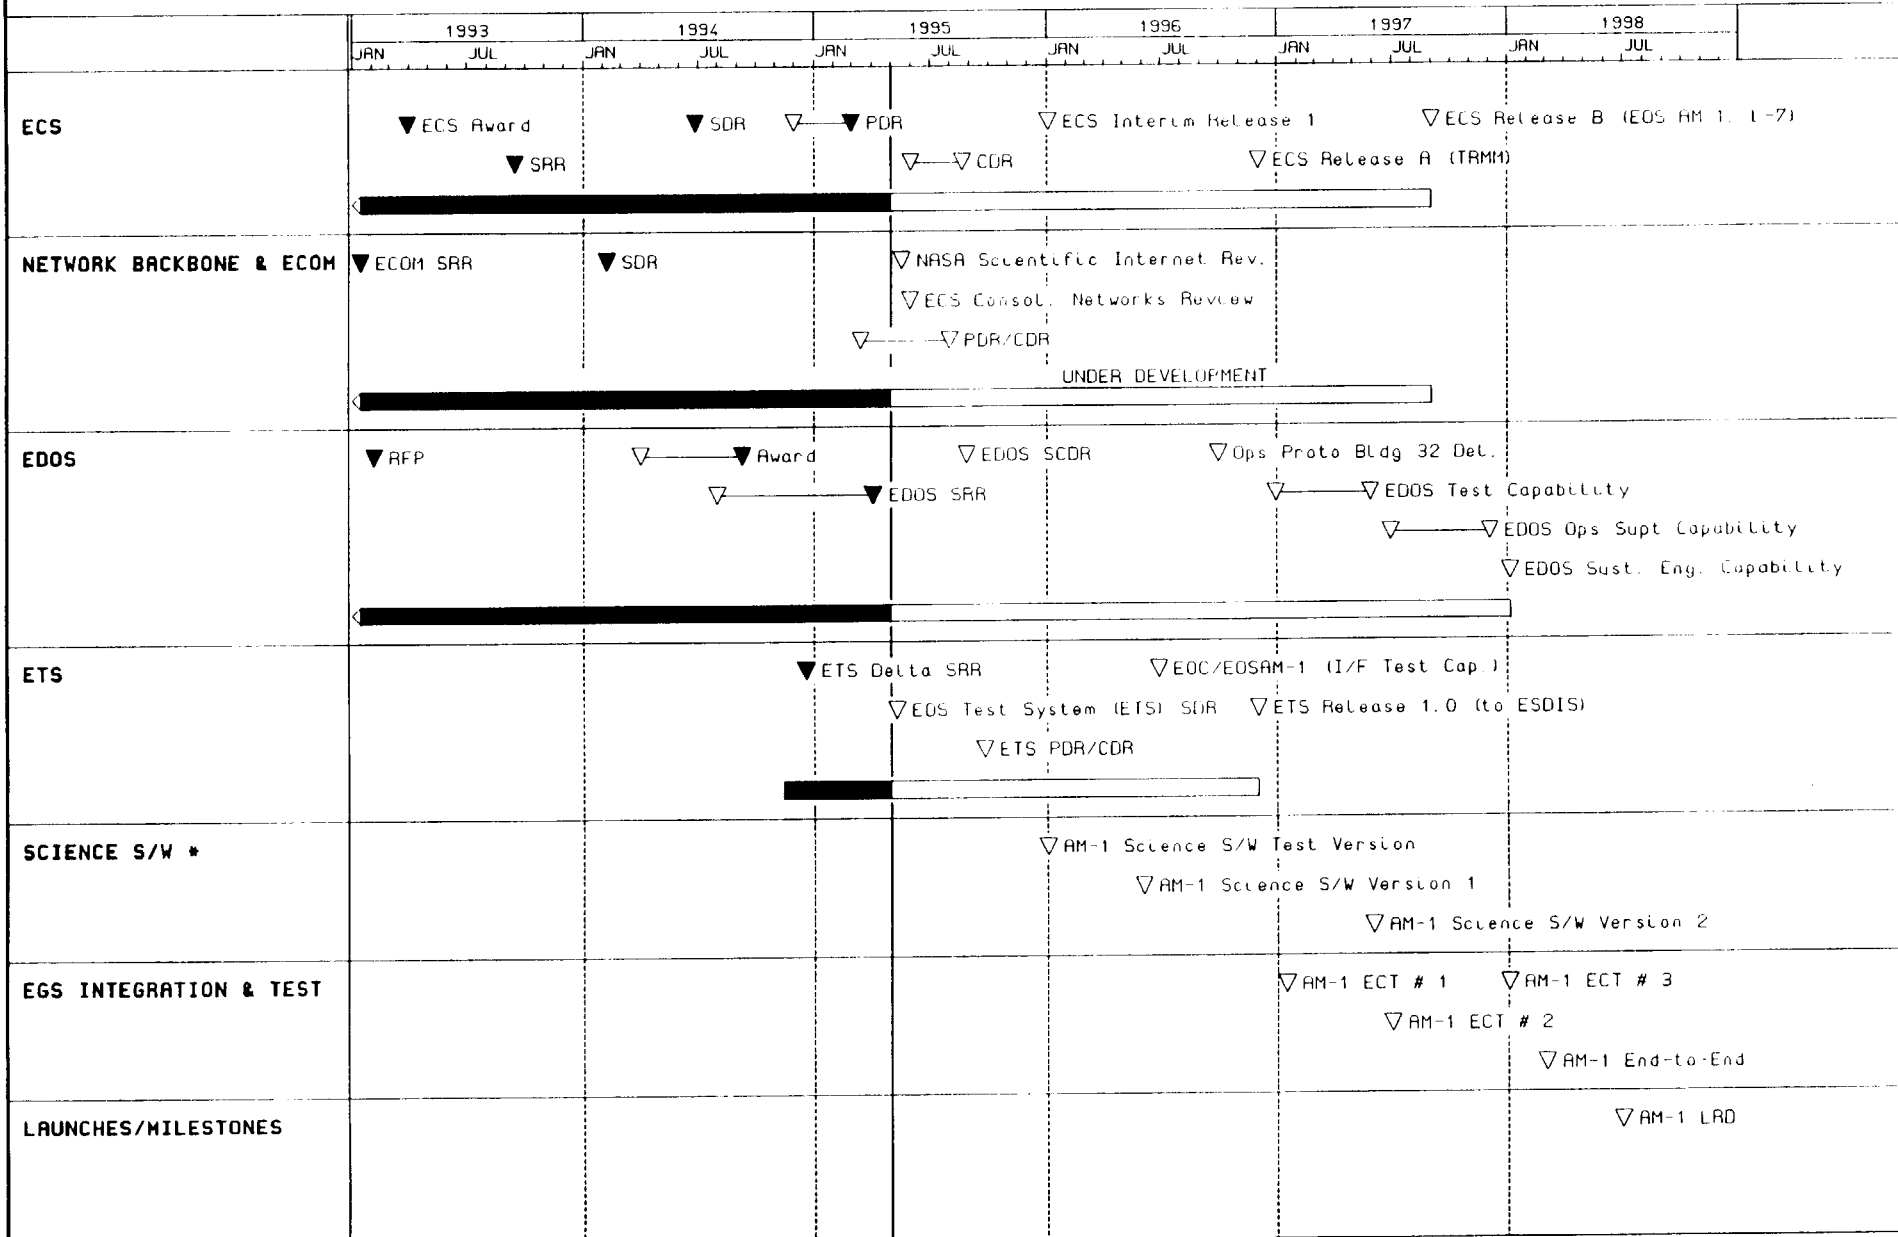 1993 1994 1995 1996 1997 1998
JAN JUL JAN JUL JAN JUL JAN JUL JAN JUL JAN JUL
ECS
ECS Award SDR PDR ECS Interim Release 1 ECS Release B (EOS AM 1, L-7)
SRR CDR ECS Release A (TRMM)
NETWORK BACKBONE & ECOM
ECOM SRR SDR NASA Scientific Internet Rev.
ECS Consol. Networks Review
PDR/CDR
UNDER DEVELOPMENT
EDOS
RFP Award EDOS SCDR Ops Proto Bldg 32 Del.
EDOS SRR EDOS Test Capability
EDOS Ops Supt Capability
EDOS Sust. Eng. Capability
ETS
ETS Delta SRR EOC/EOSAM-1 (I/F Test Cap.)
EOS Test System (ETS) SDR ETS Release 1.0 (to ESDIS)
ETS PDR/CDR
SCIENCE S/W *
AM-1 Science S/W Test Version
AM-1 Science S/W Version 1
AM-1 Science S/W Version 2
EGS INTEGRATION & TEST
AM-1 ECT # 1 AM-1 ECT # 3
AM-1 ECT # 2
AM-1 End-to-End
LAUNCHES/MILESTONES
AM-1 LRD